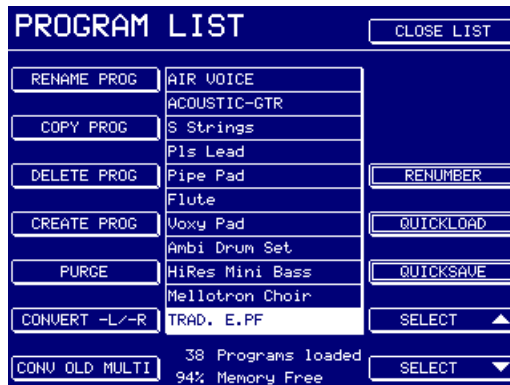 PROGRAM LIST
CLOSE LIST
RENAME PROG
AIR VOICE
ACOUSTIC-GTR
COPY PROG
S Strings
Pls Lead
DELETE PROG
Pipe Pad
RENUMBER
Flute
CREATE PROG
Voxy Pad
QUICKLOAD
Ambi Drum Set
PURGE
HiRes Mini Bass
QUICKSAVE
Mellotron Choir
CONVERT -L/-R
TRAD. E.PF
SELECT
CONV OLD MULTI
38 Programs loaded
94% Memory Free
SELECT